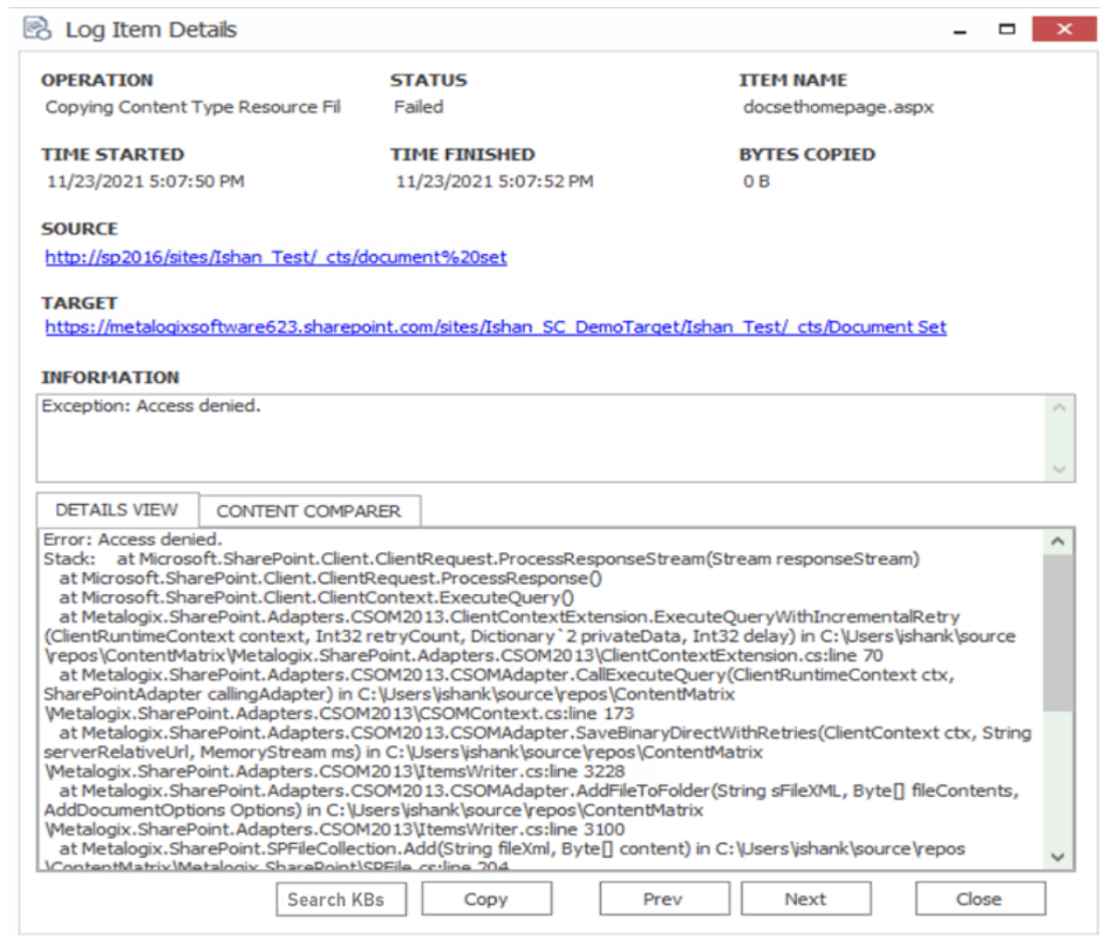 Log Item Details
OPERATION STATUS ITEM NAME
Copying Content Type Resource Fil Failed docsethomepage.aspx
TIME STARTED TIME FINISHED BYTES COPIED
11/23/2021 5:07:50 PM 11/23/2021 5:07:52 PM 0 B
SOURCE
http://sp2016/sites/Ishan_Test/_cts/document%20set
TARGET
https://metalogixsoftware623.sharepoint.com/sites/Ishan_SC_DemoTarget/Ishan_Test/_cts/Document Set
INFORMATION
Exception: Access denied.
DETAILS VIEW CONTENT COMPARER
Error: Access denied.
Stack: at Microsoft.SharePoint.Client.ClientRequest.ProcessResponseStream(Stream responseStream)
at Microsoft.SharePoint.Client.ClientRequest.ProcessResponse()
at Microsoft.SharePoint.Client.ClientContext.ExecuteQuery()
at Metalogix.SharePoint.Adapters.CSOM2013.ClientContextExtension.ExecuteQueryWithIncrementalRetry
(ClientRuntimeContext context, Int32 retryCount, Dictionary`2 privateData, Int32 delay) in C:\Users\ishank\source
\repos\ContentMatrix\Metalogix.SharePoint.Adapters.CSOM2013\ClientContextExtension.cs:line 70
at Metalogix.SharePoint.Adapters.CSOM2013.CSOMAdapter.CallExecuteQuery(ClientRuntimeContext ctx,
SharePointAdapter callingAdapter) in C:\Users\ishank\source\repos\ContentMatrix
\Metalogix.SharePoint.Adapters.CSOM2013\CSOMContext.cs:line 173
at Metalogix.SharePoint.Adapters.CSOM2013.CSOMAdapter.SaveBinaryDirectWithRetries(ClientContext ctx, String
serverRelativeUrl, MemoryStream ms) in C:\Users\ishank\source\repos\ContentMatrix
\Metalogix.SharePoint.Adapters.CSOM2013\ItemsWriter.cs:line 3228
at Metalogix.SharePoint.Adapters.CSOM2013.CSOMAdapter.AddFileToFolder(String sFileXML, Byte[] fileContents,
AddDocumentOptions Options) in C:\Users\ishank\source\repos\ContentMatrix
\Metalogix.SharePoint.Adapters.CSOM2013\ItemsWriter.cs:line 3100
at Metalogix.SharePoint.SPFileCollection.Add(String fileXml, Byte[] content) in C:\Users\ishank\source\repos
\ContentMatrix\Metalogix.SharePoint\SPFile.cs:line 204
Search KBs Copy Prev Next Close